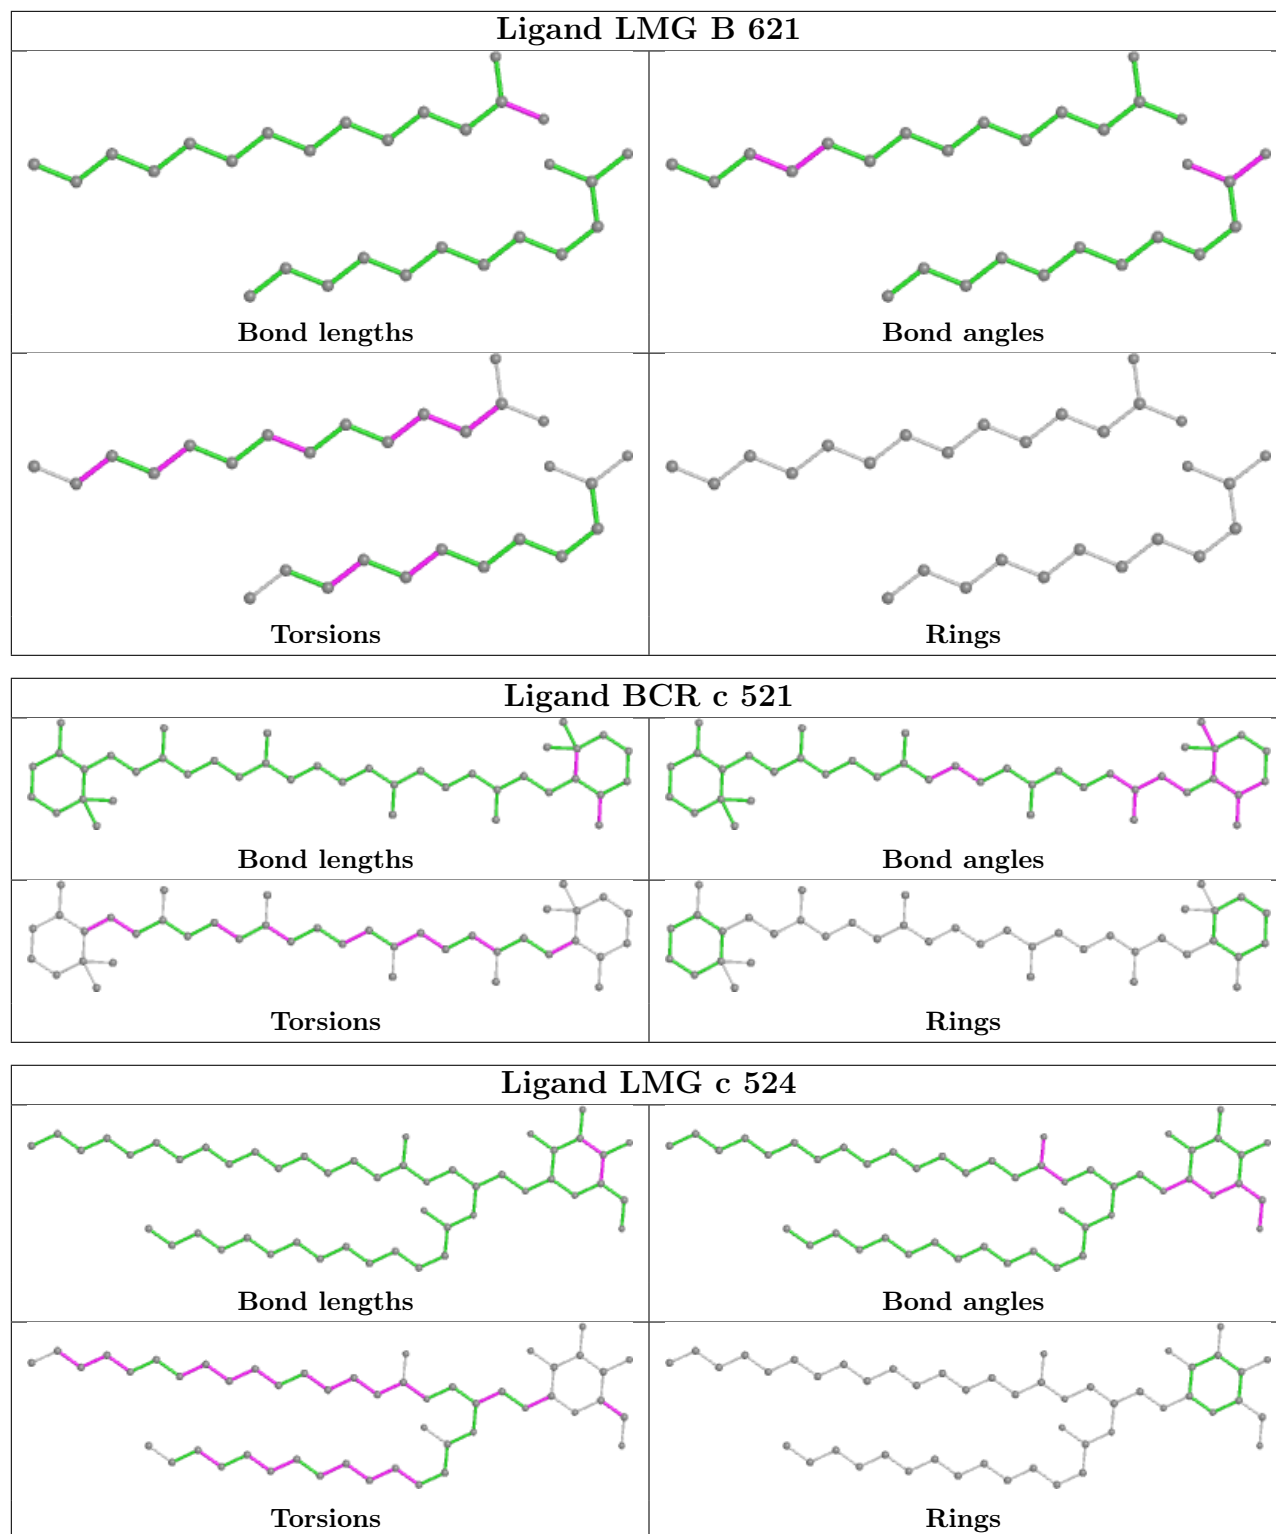 Ligand LMG B 621
Bond lengths
Bond angles
Torsions
Rings
Ligand BCR c 521
Bond lengths
Bond angles
Torsions
Rings
Ligand LMG c 524
Bond lengths
Bond angles
Torsions
Rings